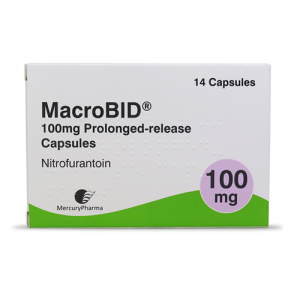 14 Capsules
MacroBID®
100mg Prolonged-release
Capsules
Nitrofurantoin
100
mg
MercuryPharma